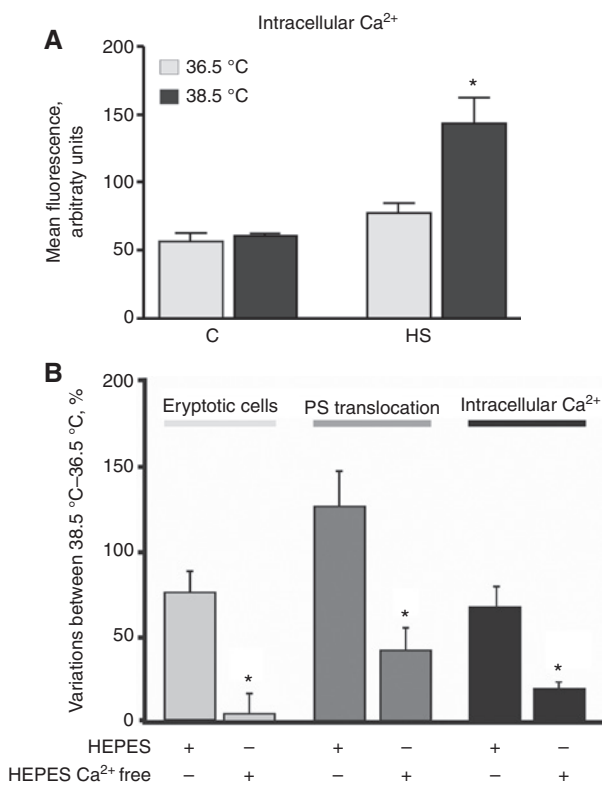 A
Intracellular Ca²⁺
Mean fluorescence,
arbitraty units
200
150
100
50
0
36.5 °C
38.5 °C
*
C HS
B
Variations between 38.5 °C–36.5 °C, %
200
150
100
50
0
Eryptotic cells PS translocation Intracellular Ca²⁺
* * *
HEPES + – + – + –
HEPES Ca²⁺ free – + – + – +